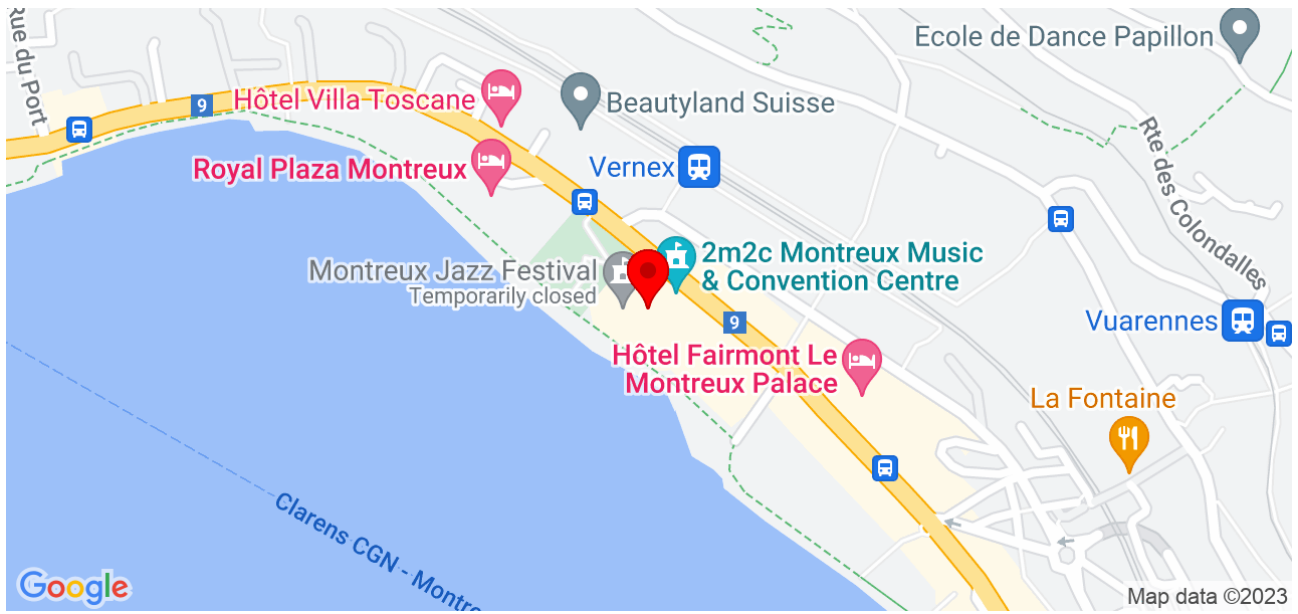 Rue du Port
Ecole de Dance Papillon
9
Hôtel Villa Toscane
Beautyland Suisse
Royal Plaza Montreux
Vernex
Rte des Colondalles
Montreux Jazz Festival
Temporarily closed
2m2c Montreux Music
& Convention Centre
9
Vuarennes
Hôtel Fairmont Le
Montreux Palace
La Fontaine
Clarens CGN - Montre
Google
Map data ©2023